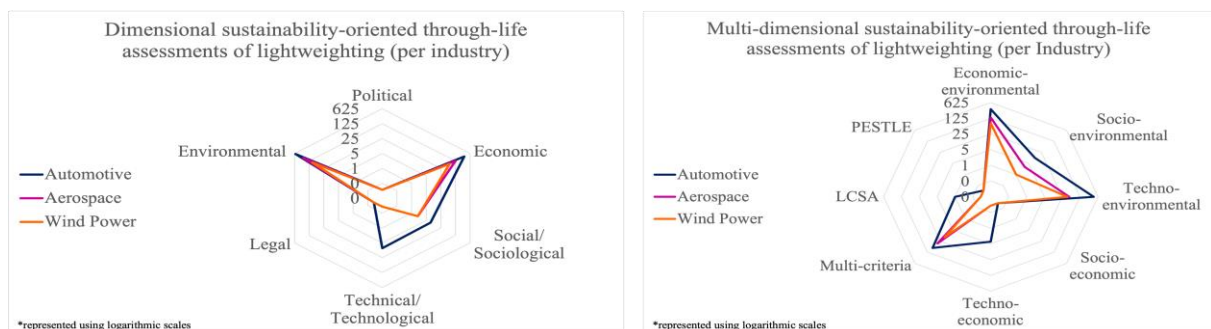 Dimensional sustainability-oriented through-life
assessments of lightweighting (per industry)
Political
625
125
25
5
1
0
0
Environmental
Economic
Automotive
Aerospace
Wind Power
Legal
Social/
Sociological
Technical/
Technological
*represented using logarithmic scales
Multi-dimensional sustainability-oriented through-life
assessments of lightweighting (per Industry)
Economic-
environmental
625
125
25
5
1
0
0
PESTLE
Socio-
environmental
Automotive
Aerospace
Wind Power
LCSA
Techno-
environmental
Multi-criteria
Socio-
economic
Techno-
economic
*represented using logarithmic scales